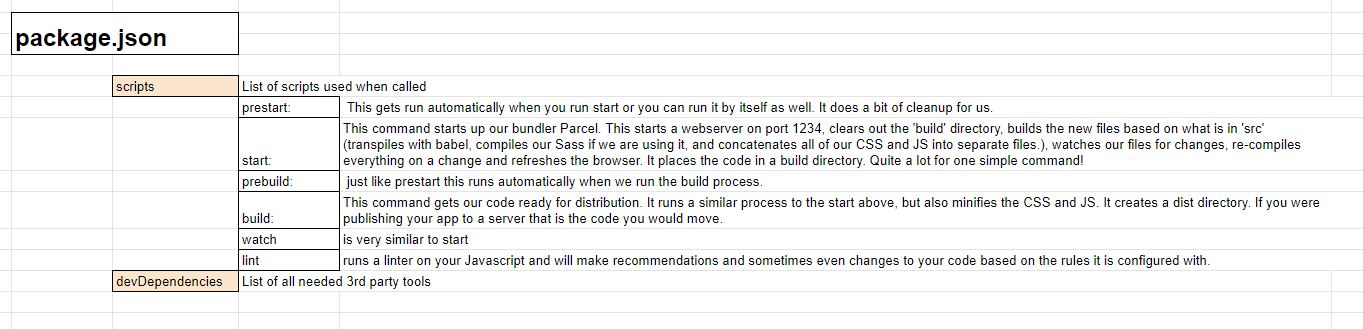 package.json
scripts List of scripts used when called
prestart: This gets run automatically when you run start or you can run it by itself as well. It does a bit of cleanup for us.
This command starts up our bundler Parcel. This starts a webserver on port 1234, clears out the 'build' directory, builds the new files based on what is in 'src'
(transpiles with babel, compiles our Sass if we are using it, and concatenates all of our CSS and JS into separate files.), watches our files for changes, re-compiles
start: everything on a change and refreshes the browser. It places the code in a build directory. Quite a lot for one simple command!
prebuild: just like prestart this runs automatically when we run the build process.
This command gets our code ready for distribution. It runs a similar process to the start above, but also minifies the CSS and JS. It creates a dist directory. If you were
build: publishing your app to a server that is the code you would move.
watch is very similar to start
lint runs a linter on your Javascript and will make recommendations and sometimes even changes to your code based on the rules it is configured with.
devDependencies List of all needed 3rd party tools